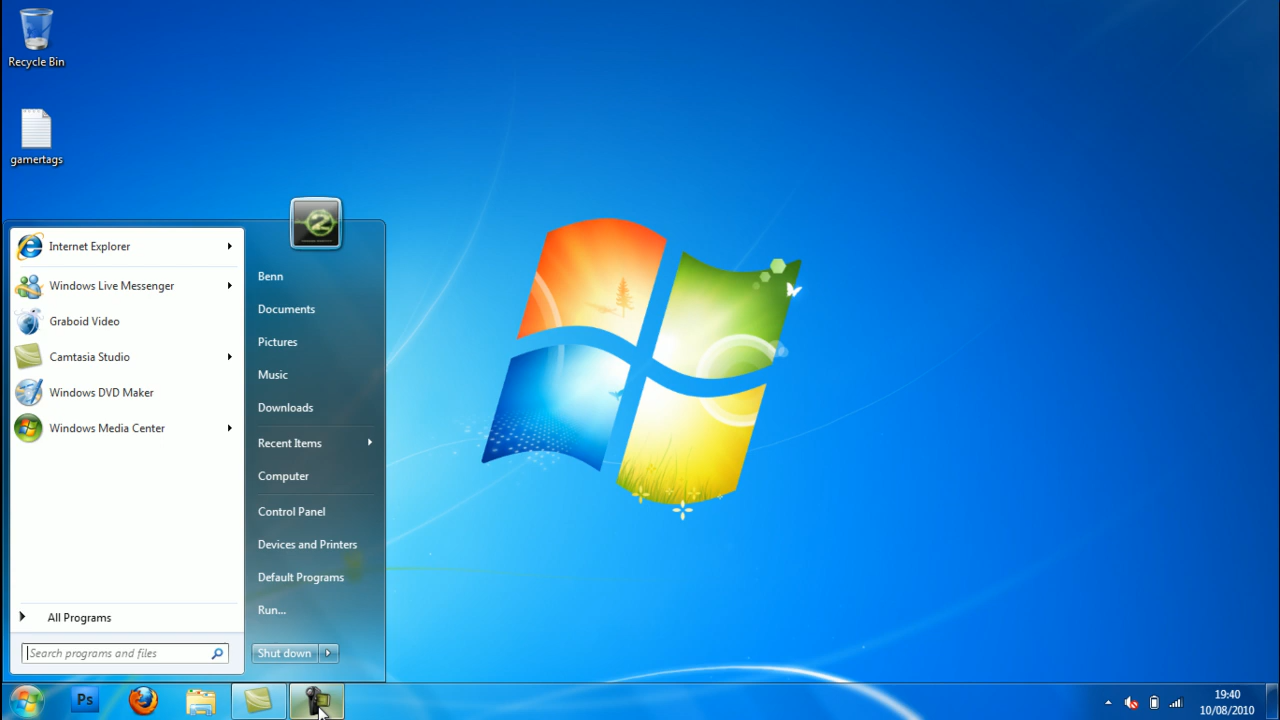 Recycle Bin
gamertags
Internet Explorer
Windows Live Messenger
Graboid Video
Camtasia Studio
Windows DVD Maker
Windows Media Center
All Programs
Search programs and files
Benn
Documents
Pictures
Music
Downloads
Recent Items
Computer
Control Panel
Devices and Printers
Default Programs
Run...
Shut down
Ps
19:40
10/08/2010